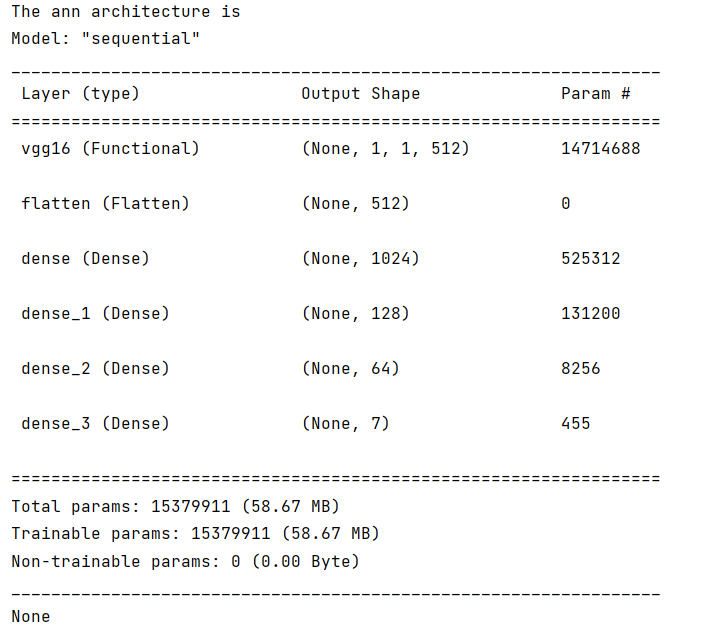 The ann architecture is
Model: "sequential"
_________________________________________________________________
Layer (type)                Output Shape              Param #
=================================================================
vgg16 (Functional)          (None, 1, 1, 512)         14714688
flatten (Flatten)           (None, 512)               0
dense (Dense)               (None, 1024)              525312
dense_1 (Dense)             (None, 128)               131200
dense_2 (Dense)             (None, 64)                8256
dense_3 (Dense)             (None, 7)                 455
=================================================================
Total params: 15379911 (58.67 MB)
Trainable params: 15379911 (58.67 MB)
Non-trainable params: 0 (0.00 Byte)
_________________________________________________________________
None